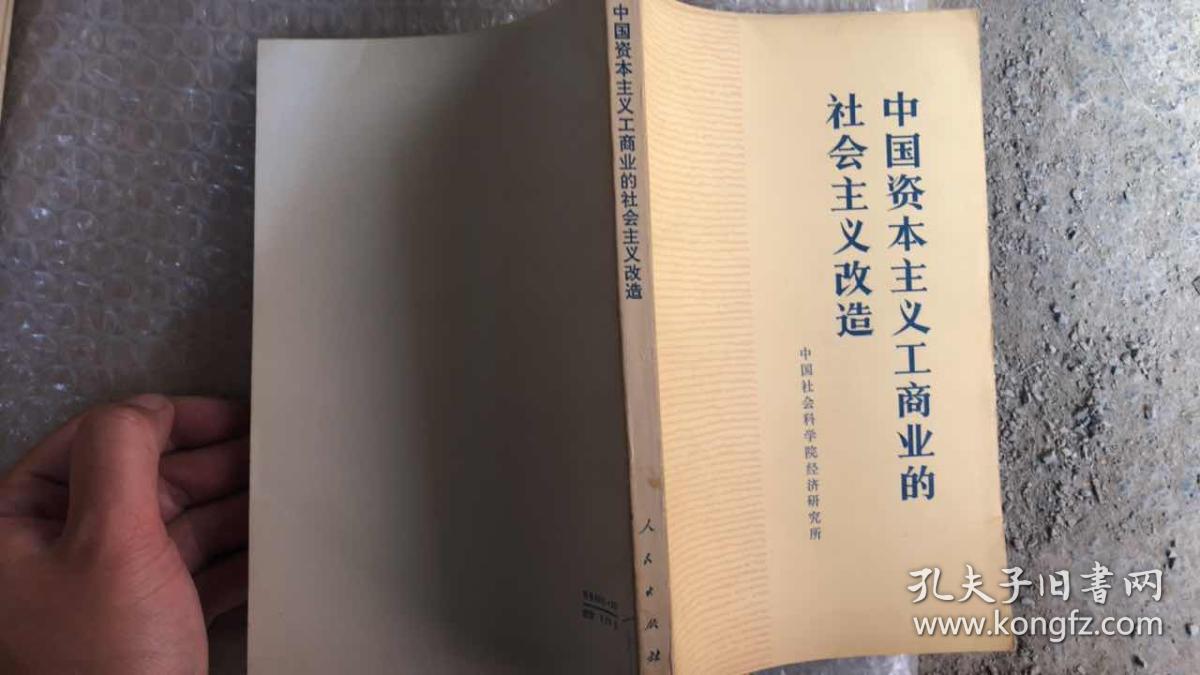 中国资本主义工商业的
社会主义改造
中国社会科学院经济研究所
中国资本主义工商业的社会主义改造
人民出版社
孔夫子旧书网
www.kongfz.com